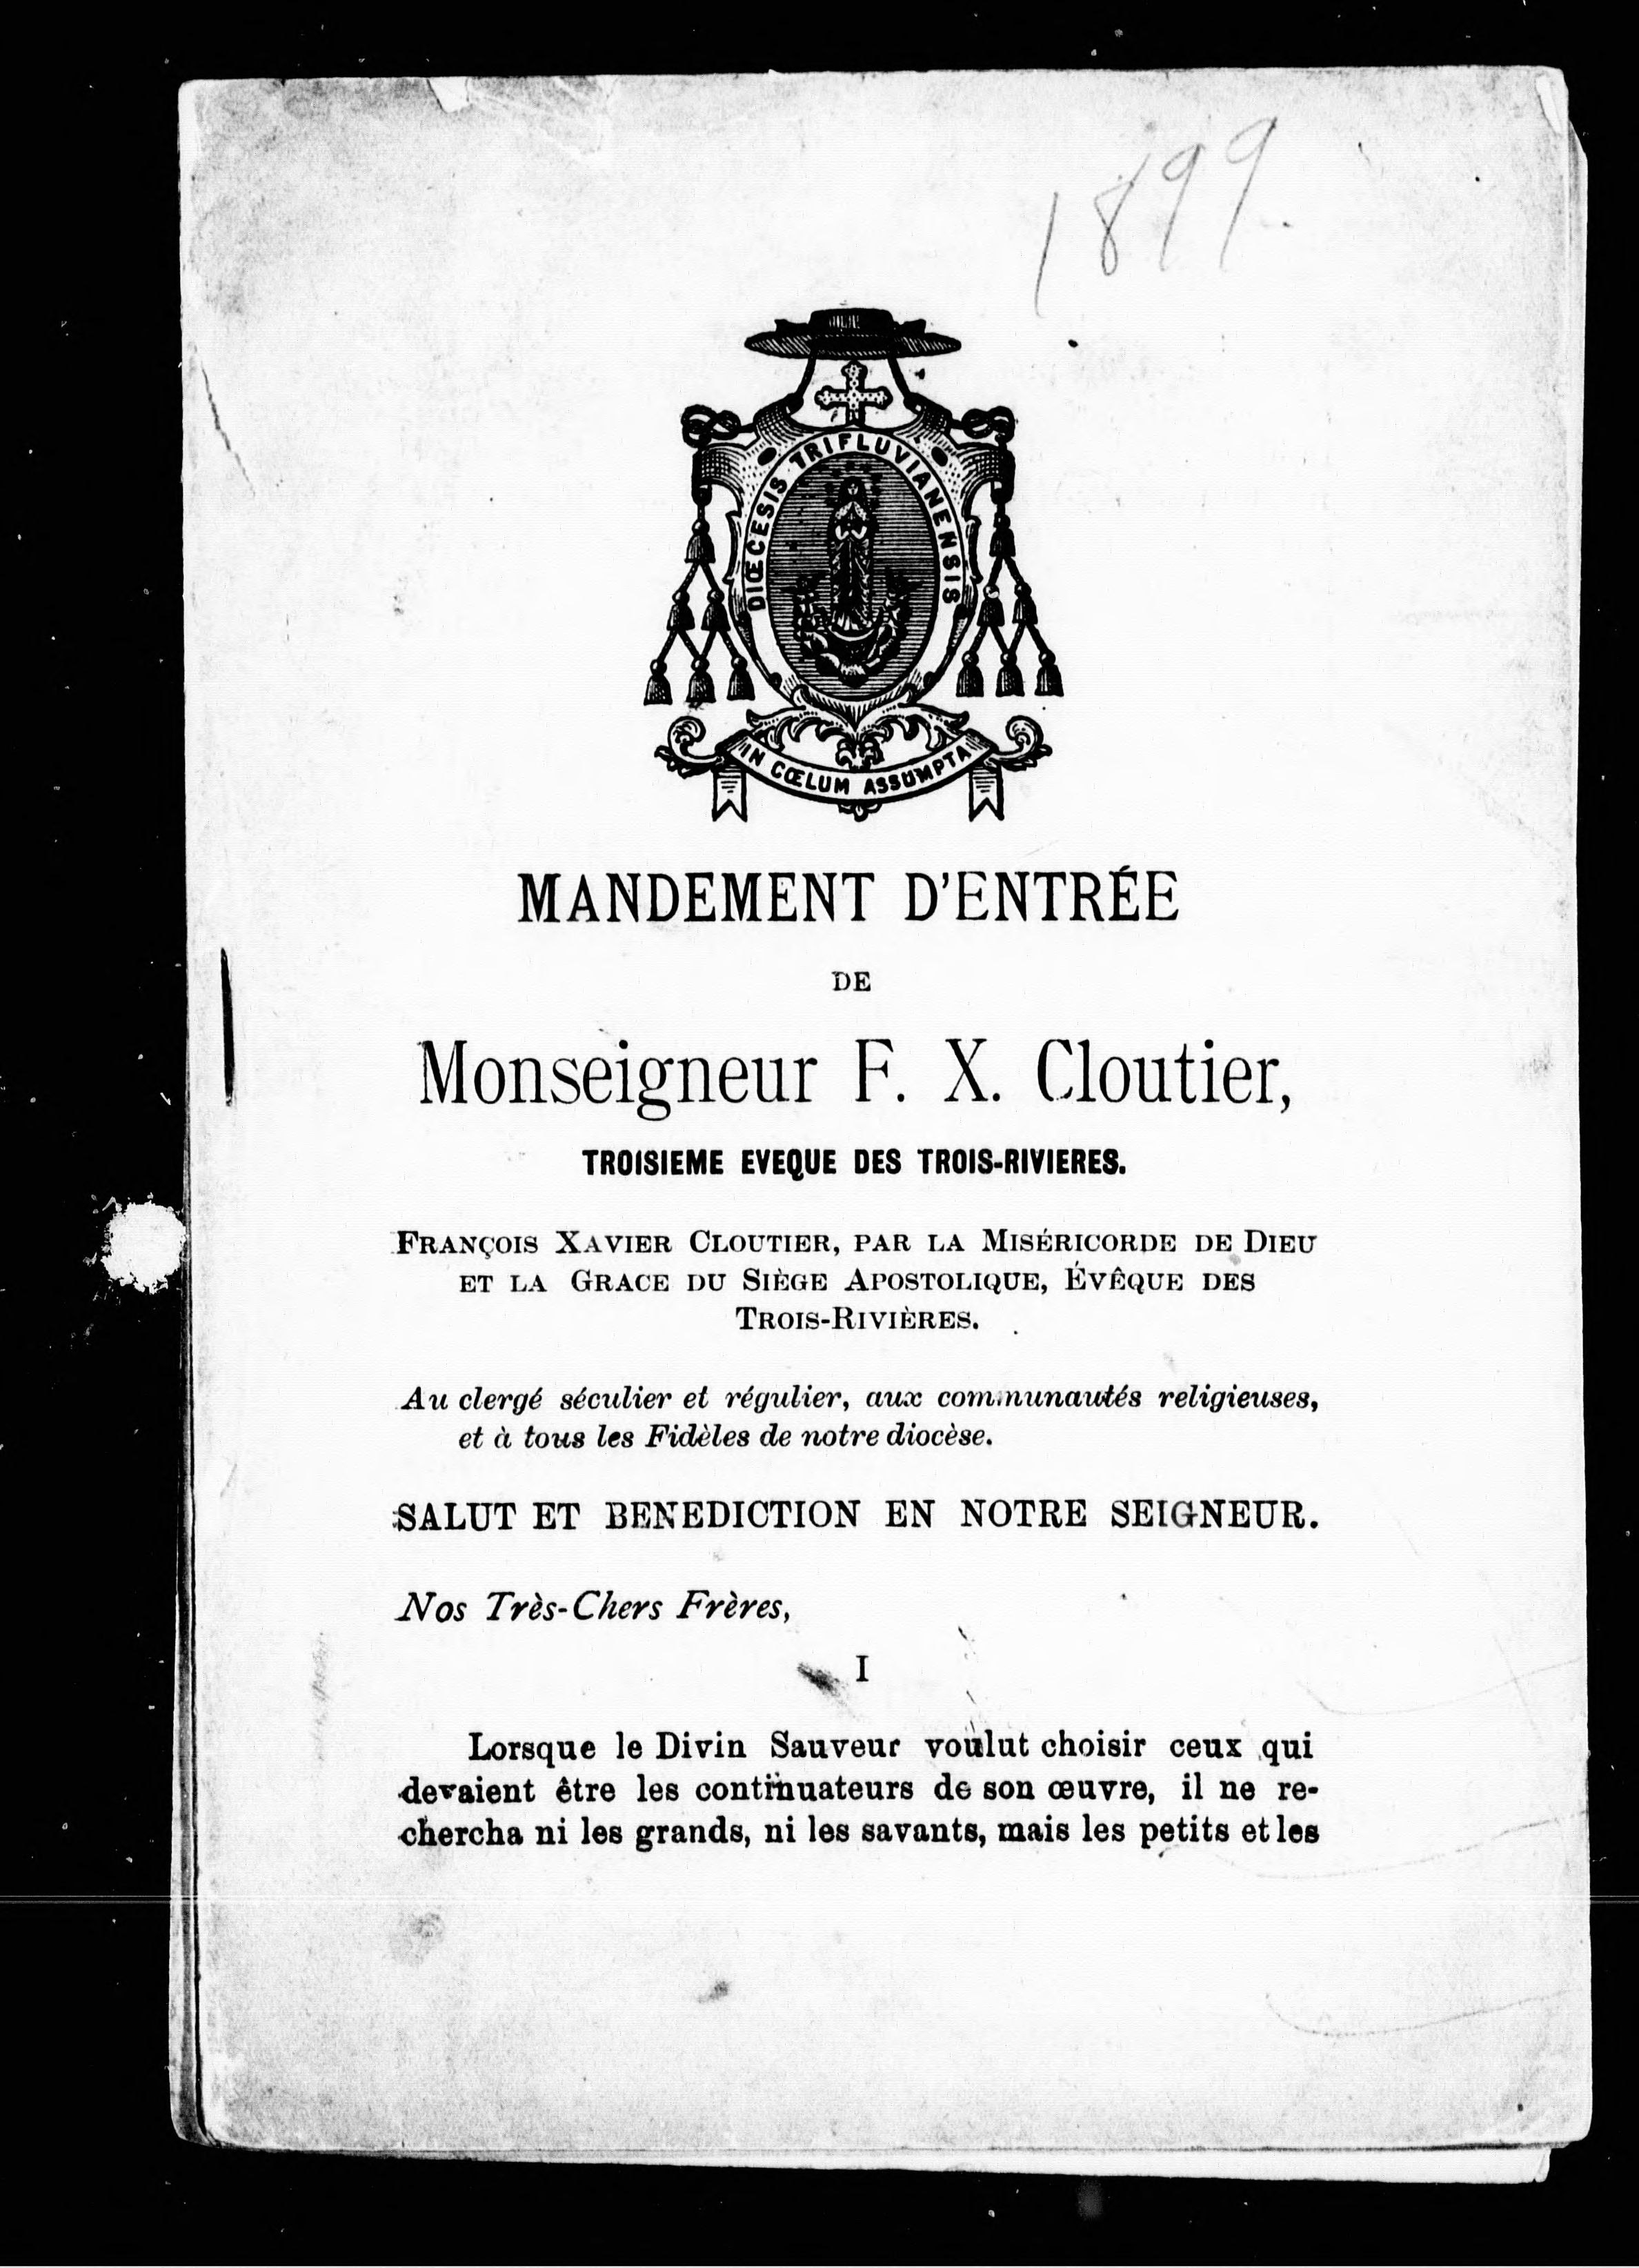 1899.
DIŒCESIS TRIFLUVIANENSIS
IN CŒLUM ASSUMPTA
MANDEMENT D'ENTRÉE
DE
Monseigneur F. X. Cloutier,
TROISIEME EVEQUE DES TROIS-RIVIERES.
FRANÇOIS XAVIER CLOUTIER, PAR LA MISÉRICORDE DE DIEU
ET LA GRACE DU SIÈGE APOSTOLIQUE, ÉVÊQUE DES
TROIS-RIVIÈRES.
Au clergé séculier et régulier, aux communautés religieuses,
et à tous les Fidèles de notre diocèse.
SALUT ET BENEDICTION EN NOTRE SEIGNEUR.
Nos Très-Chers Frères,
I
Lorsque le Divin Sauveur voulut choisir ceux qui
devaient être les continuateurs de son œuvre, il ne re-
chercha ni les grands, ni les savants, mais les petits et les